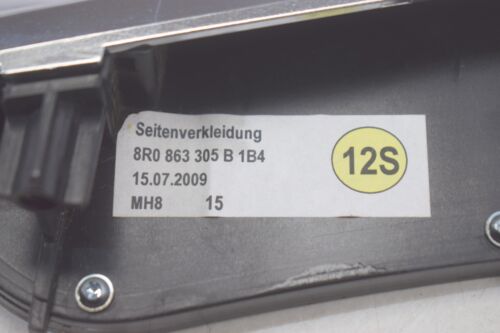 Seitenverkleidung
8R0 863 305 B 1B4
15.07.2009
MH8 15
12S